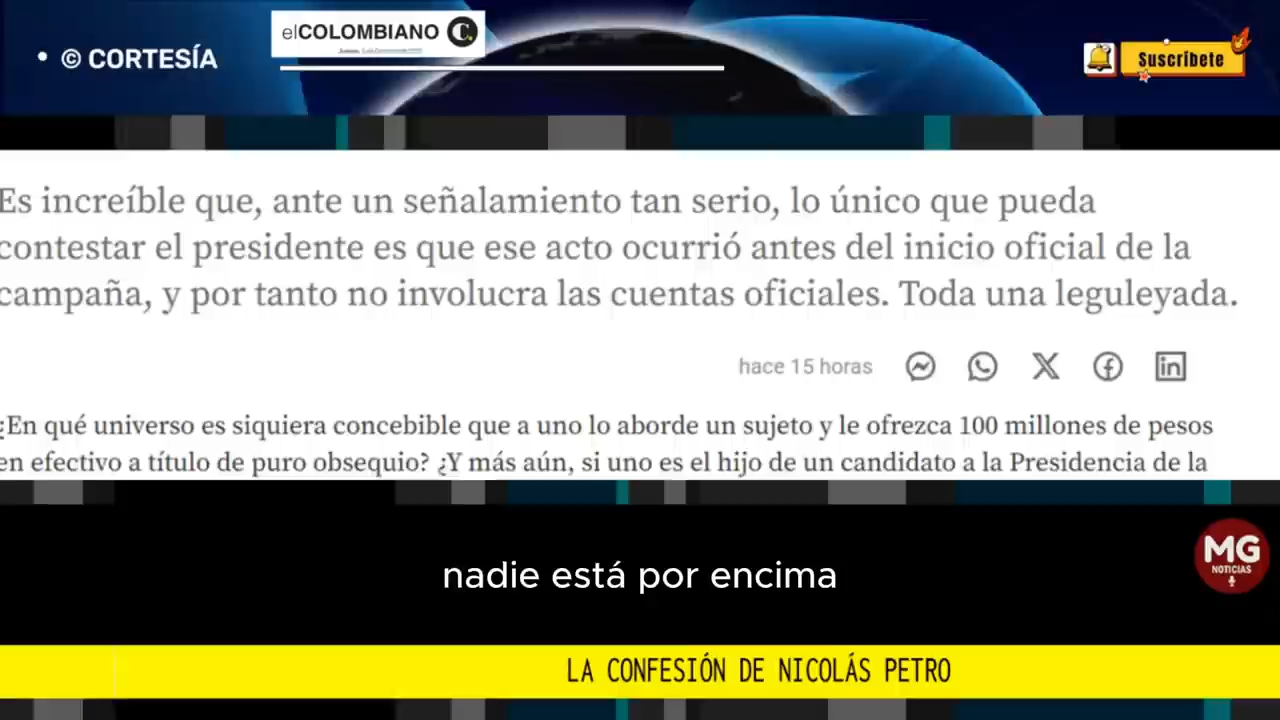 • © CORTESÍA
elCOLOMBIANO
Suscríbete
Es increíble que, ante un señalamiento tan serio, lo único que pueda
contestar el presidente es que ese acto ocurrió antes del inicio oficial de la
campaña, y por tanto no involucra las cuentas oficiales. Toda una leguleyada.
hace 15 horas
¿En qué universo es siquiera concebible que a uno lo aborde un sujeto y le ofrezca 100 millones de pesos
en efectivo a título de puro obsequio? ¿Y más aún, si uno es el hijo de un candidato a la Presidencia de la
MG
NOTICIAS
nadie está por encima
LA CONFESIÓN DE NICOLÁS PETRO